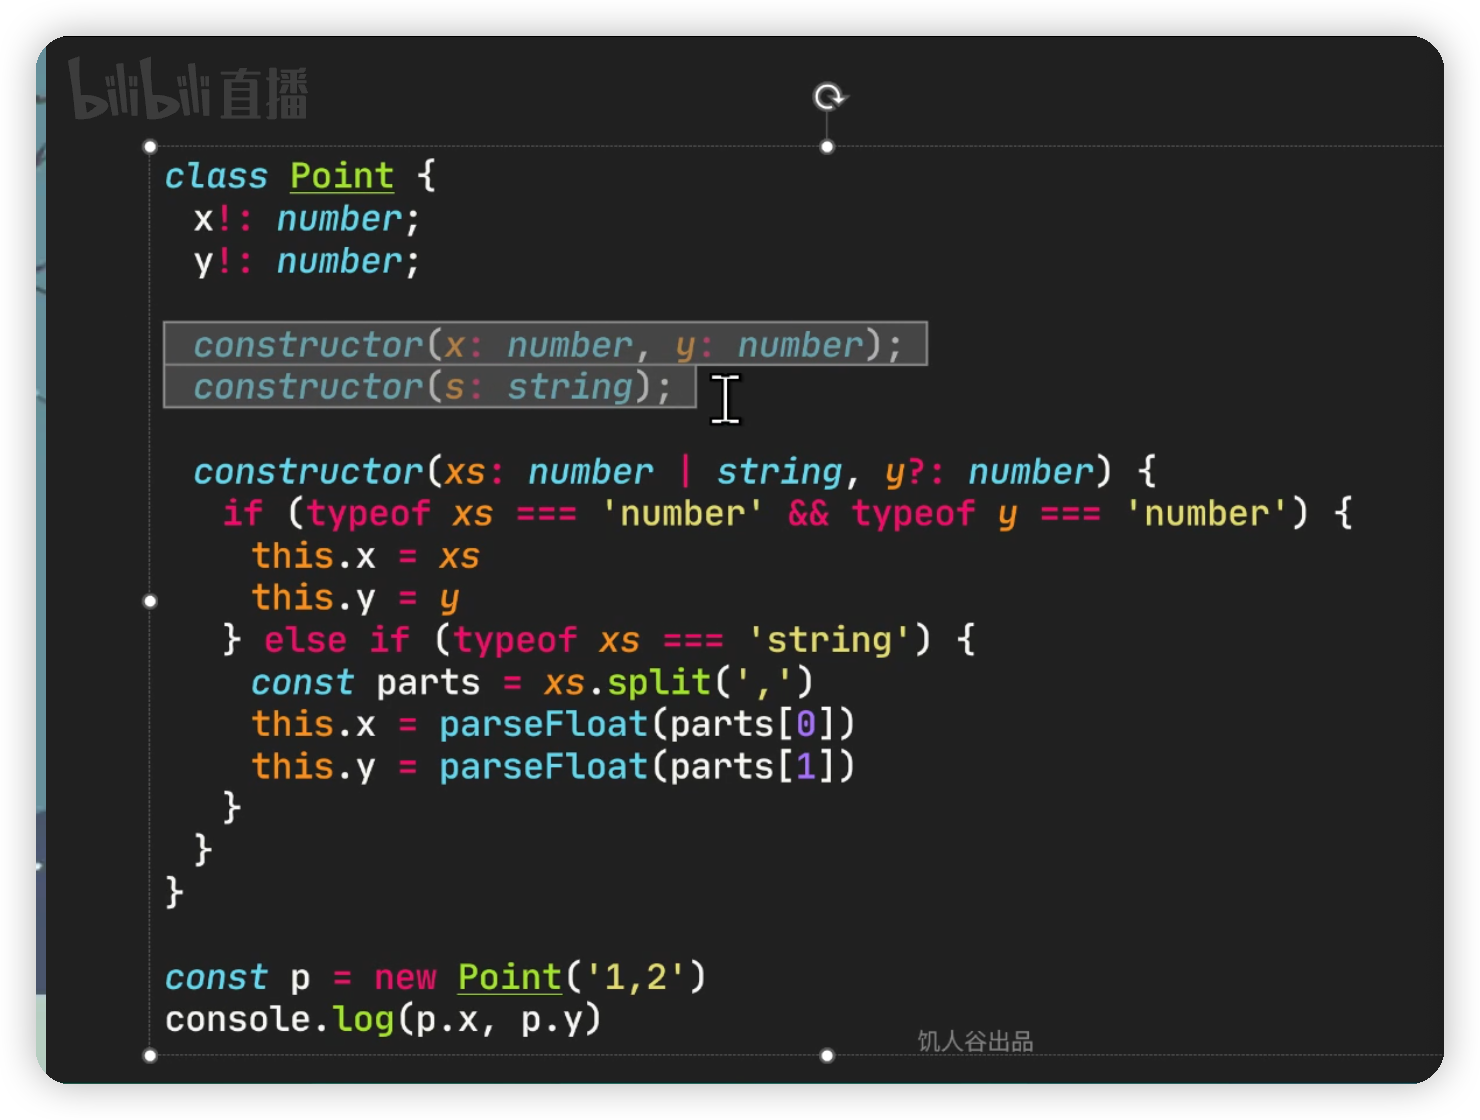 bilibili直播
class Point {
  x!: number;
  y!: number;

  constructor(x: number, y: number);
  constructor(s: string);

  constructor(xs: number | string, y?: number) {
    if (typeof xs === 'number' && typeof y === 'number') {
      this.x = xs
      this.y = y
    } else if (typeof xs === 'string') {
      const parts = xs.split(',')
      this.x = parseFloat(parts[0])
      this.y = parseFloat(parts[1])
    }
  }
}

const p = new Point('1,2')
console.log(p.x, p.y)
饥人谷出品